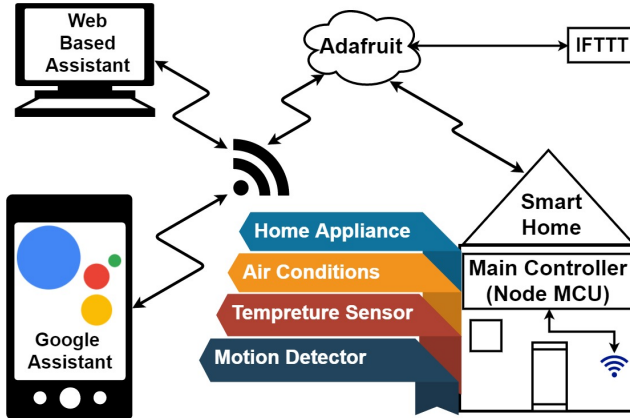 Web
Based
Assistant
Adafruit
IFTTT
Smart
Home
Home Appliance
Air Conditions
Tempreture Sensor
Motion Detector
Main Controller
(Node MCU)
Google
Assistant